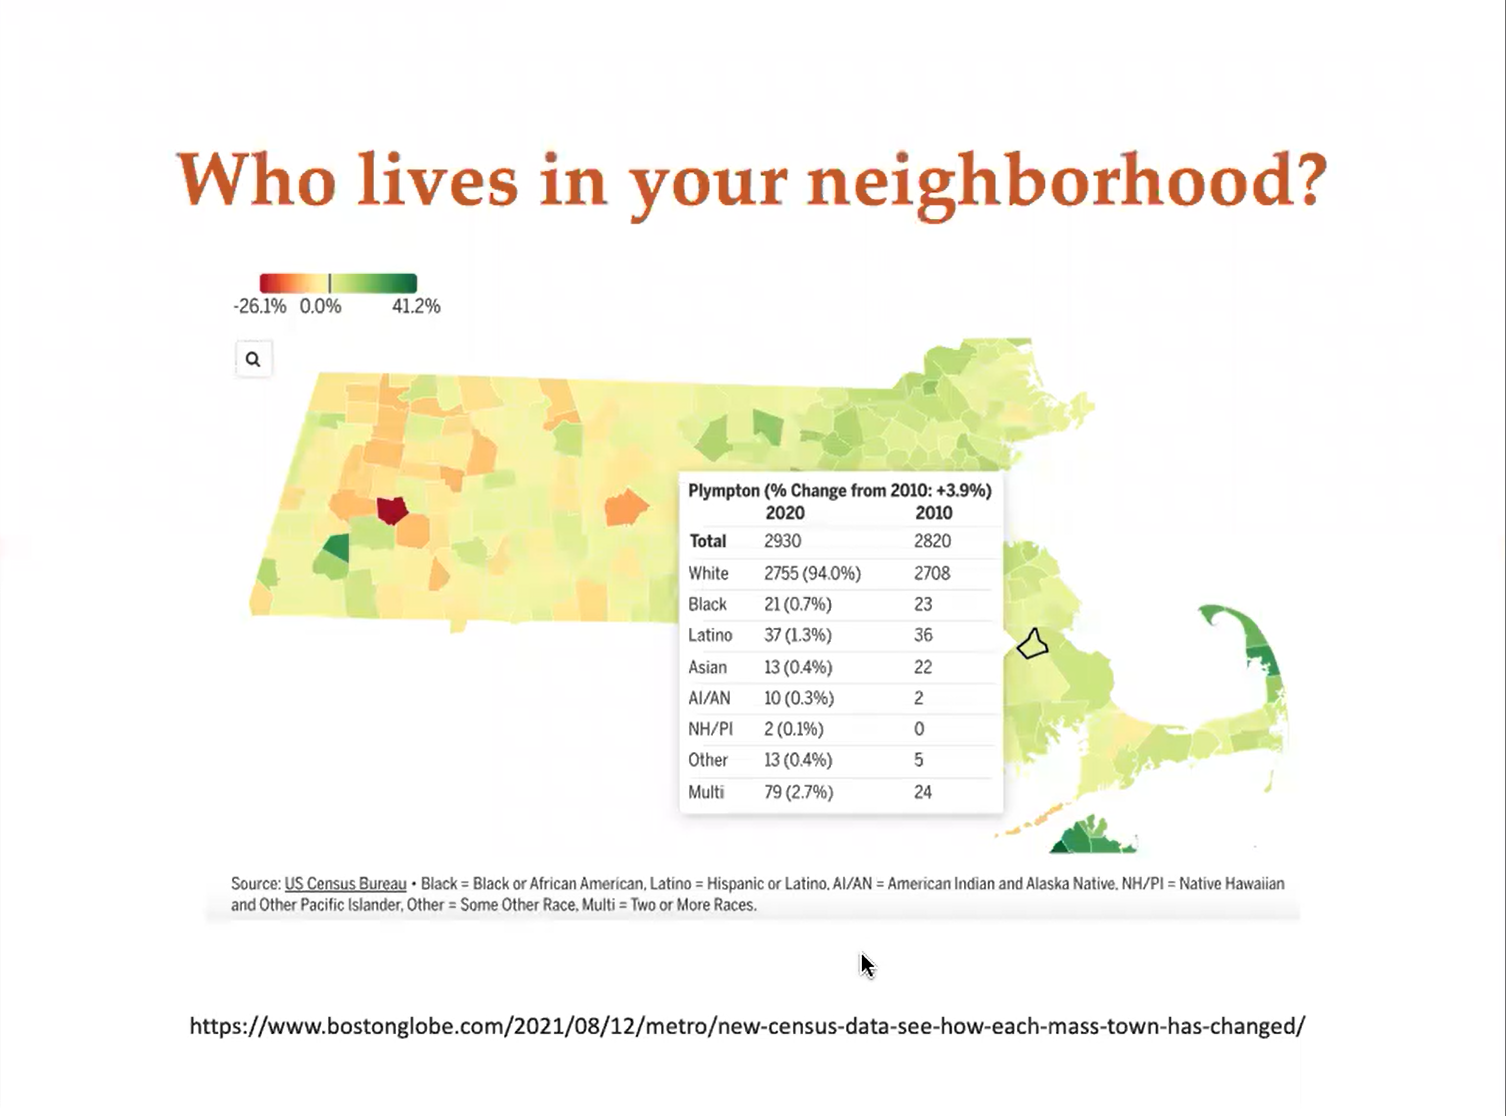 Who lives in your neighborhood?
-26.1% 0.0% 41.2%
Plympton (% Change from 2010: +3.9%)
2020 2010
Total 2930 2820
White 2755 (94.0%) 2708
Black 21 (0.7%) 23
Latino 37 (1.3%) 36
Asian 13 (0.4%) 22
AI/AN 10 (0.3%) 2
NH/PI 2 (0.1%) 0
Other 13 (0.4%) 5
Multi 79 (2.7%) 24
Source: US Census Bureau • Black = Black or African American, Latino = Hispanic or Latino, AI/AN = American Indian and Alaska Native, NH/PI = Native Hawaiian
and Other Pacific Islander, Other = Some Other Race, Multi = Two or More Races.
https://www.bostonglobe.com/2021/08/12/metro/new-census-data-see-how-each-mass-town-has-changed/